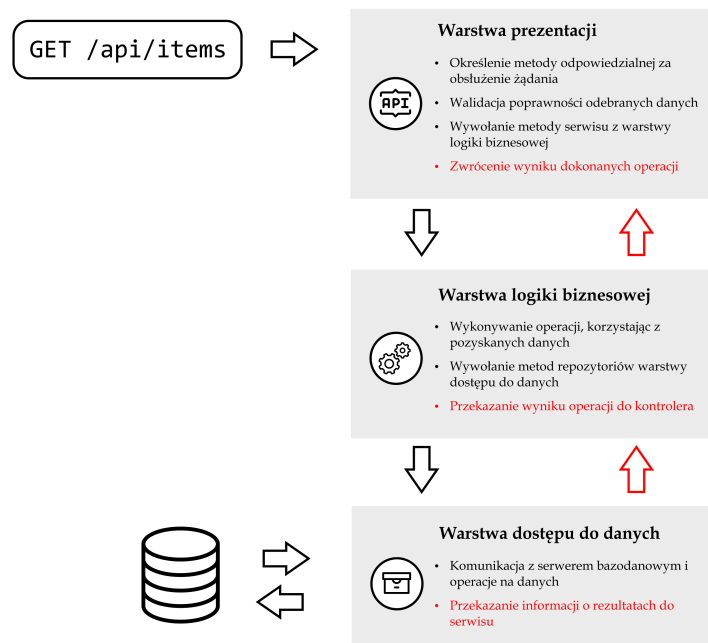 GET /api/items
Warstwa prezentacji
• Określenie metody odpowiedzialnej za
obsłużenie żądania
• Walidacja poprawności odebranych danych
• Wywołanie metody serwisu z warstwy
logiki biznesowej
• Zwrócenie wyniku dokonanych operacji
API
Warstwa logiki biznesowej
• Wykonywanie operacji, korzystając z
pozyskanych danych
• Wywołanie metod repozytoriów warstwy
dostępu do danych
• Przekazanie wyniku operacji do kontrolera
Warstwa dostępu do danych
• Komunikacja z serwerem bazodanowym i
operacje na danych
• Przekazanie informacji o rezultatach do
serwisu